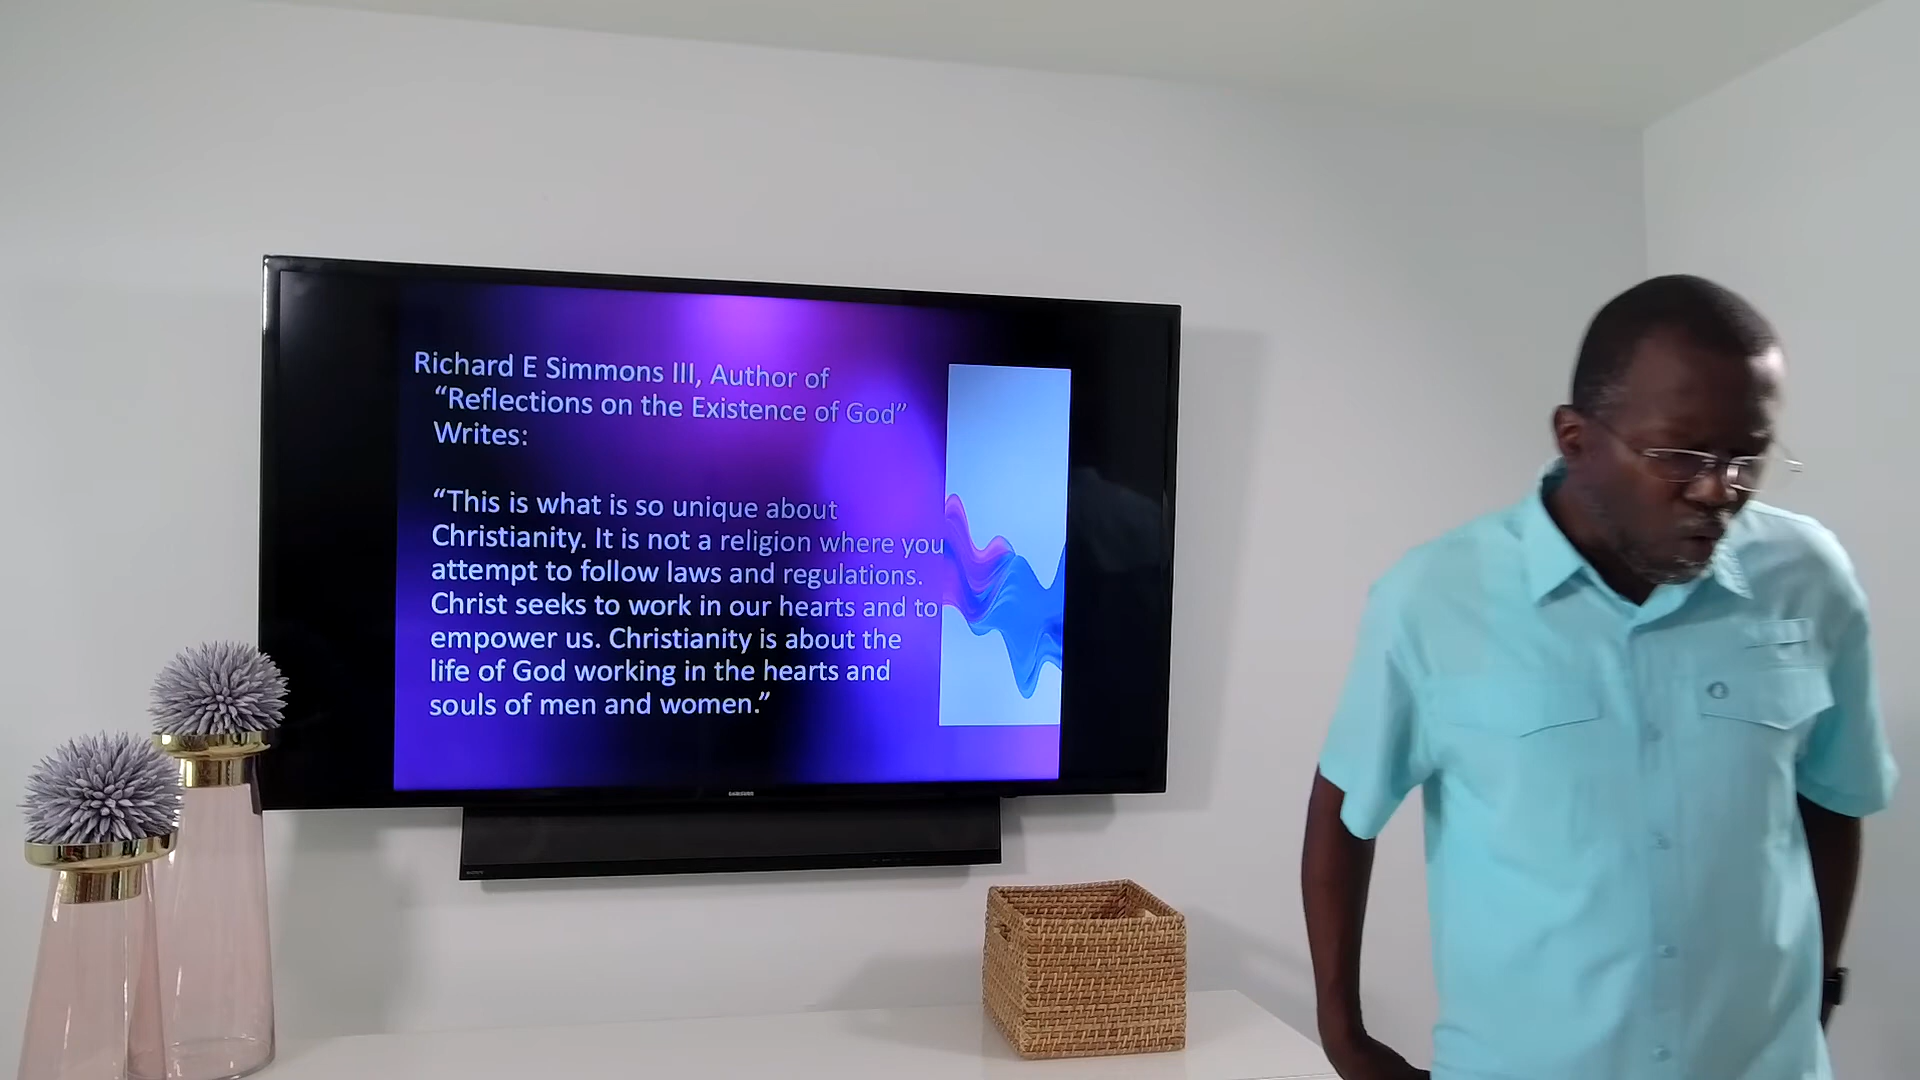 Richard E Simmons III, Author of
“Reflections on the Existence of God”
Writes:
“This is what is so unique about
Christianity. It is not a religion where you
attempt to follow laws and regulations.
Christ seeks to work in our hearts and to
empower us. Christianity is about the
life of God working in the hearts and
souls of men and women.”
SAMSUNG